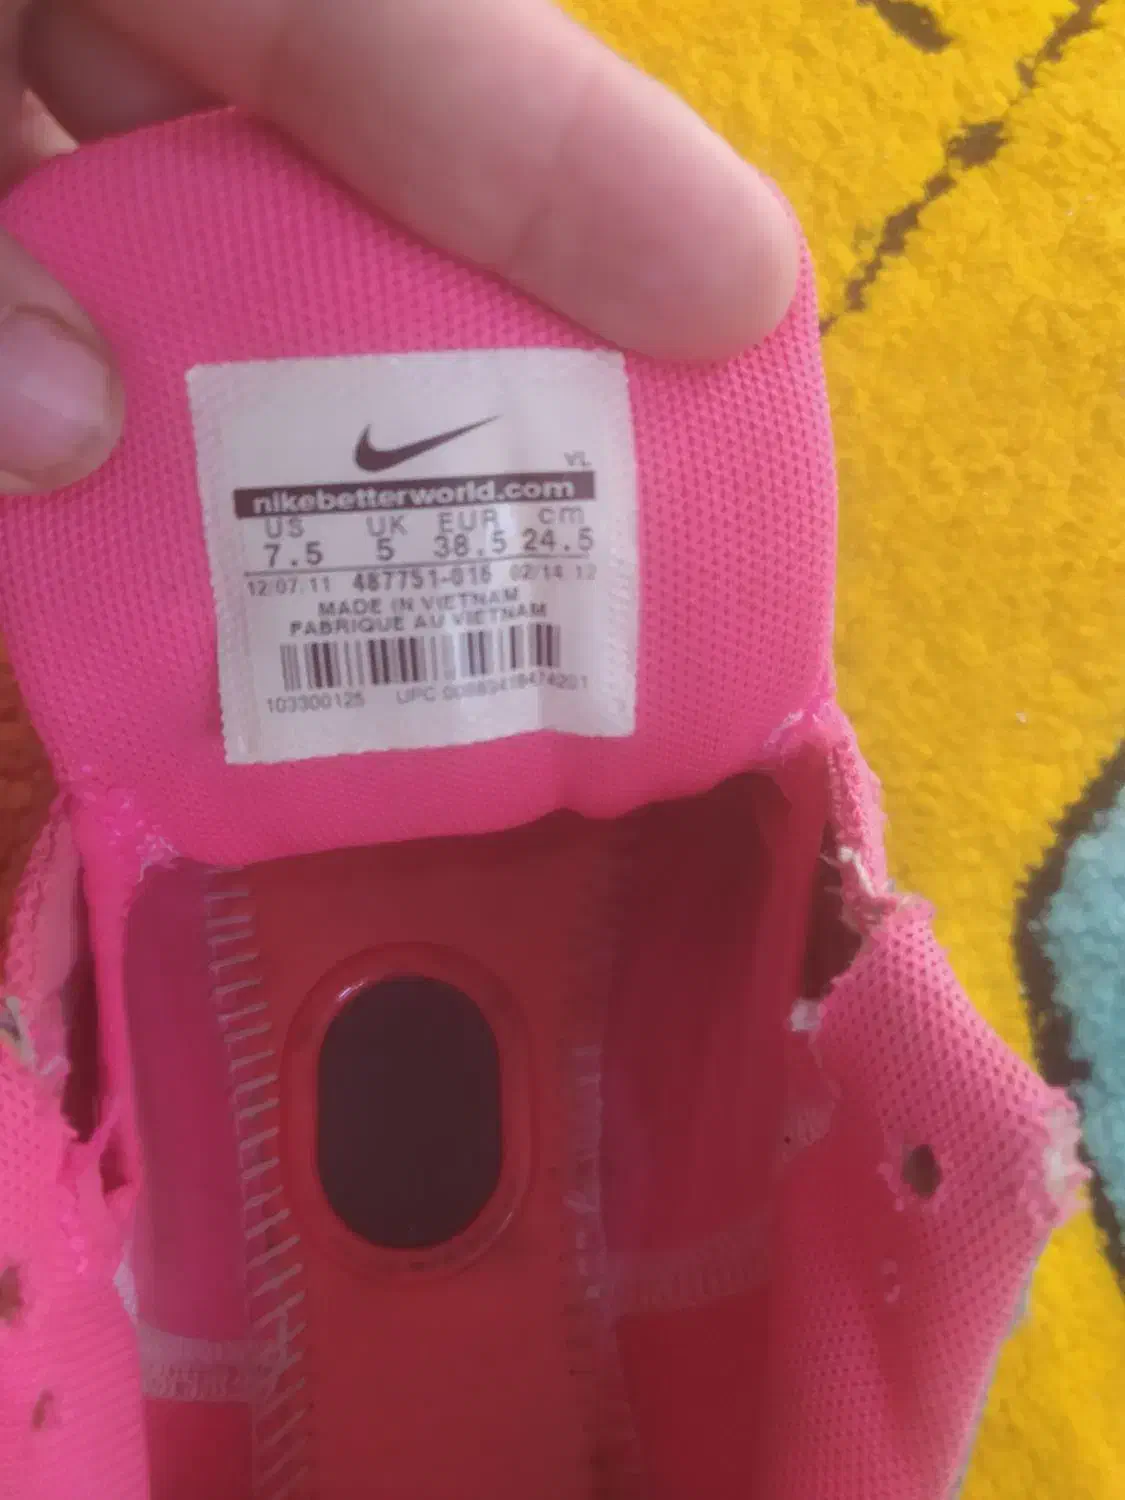 VL
nikebetterworld.com
US UK EUR cm
7.5 5 38.5 24.5
12/07/11 487751-016 02/14/12
MADE IN VIETNAM
FABRIQUE AU VIETNAM
103300125 UPC